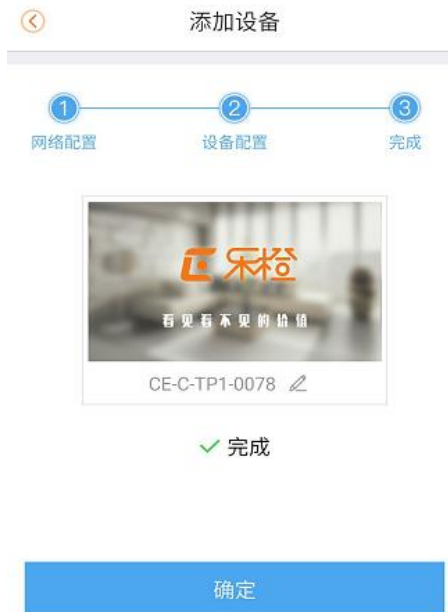 添加设备
1 2 3
网络配置 设备配置 完成
乐橙
看见看不见的价值
CE-C-TP1-0078
完成
确定